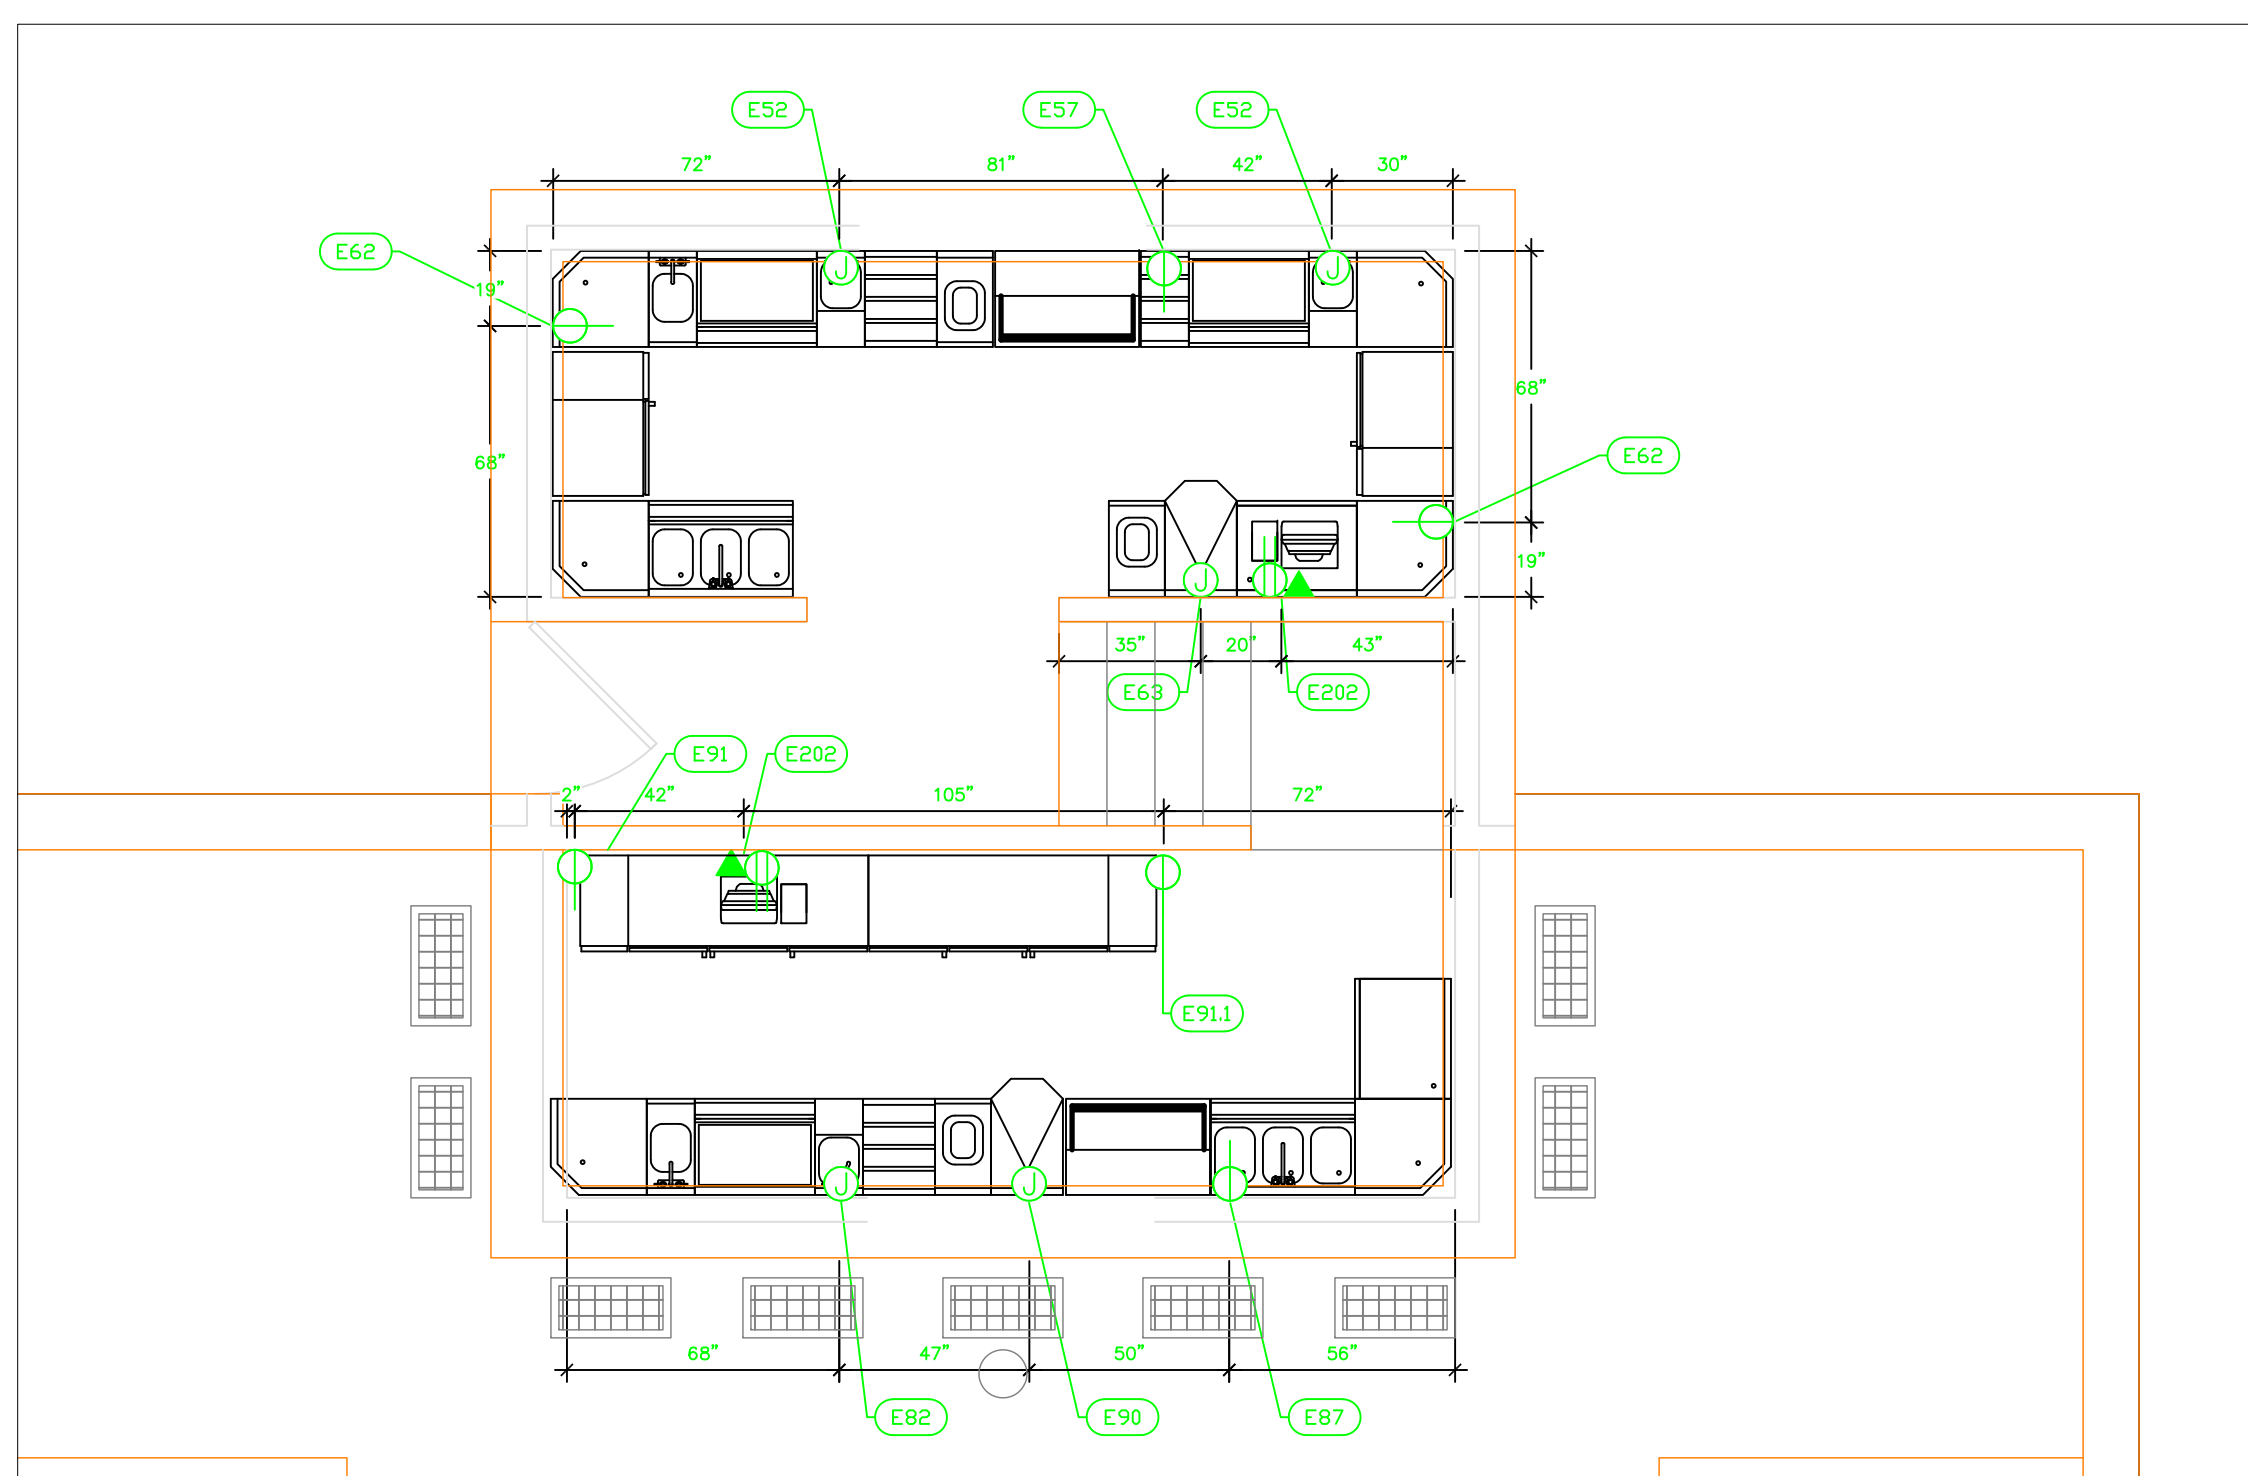 E52
E57
E52
72”
81”
42”
30”
E62
19”
68”
E62
68”
19”
35”
20”
43”
E63
E202
E91
E202
2”
42”
105”
72”
J
J
J
E91.1
J
J
68”
47”
50”
56”
E82
E90
E87